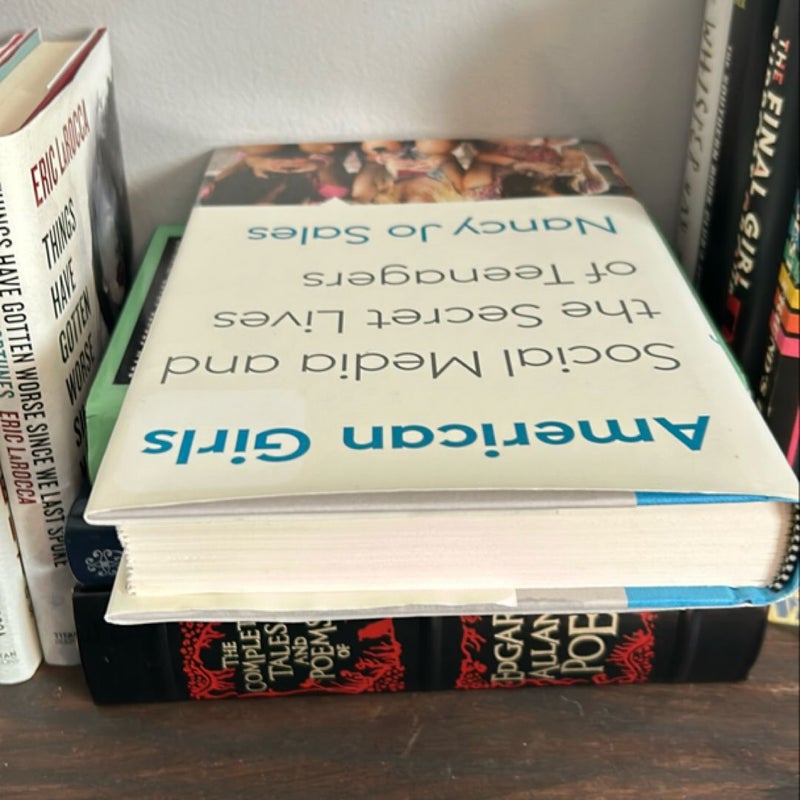 American Girls
Social Media and
the Secret Lives
of Teenagers
Nancy Jo Sales
THE
COMPLETE
TALES
AND
POEMS
OF
EDGAR
ALLAN
POE
ERIC LAROCCA
THINGS
HAVE
GOTTEN
WORSE
THINGS HAVE GOTTEN WORSE SINCE WE LAST SPOKE
ERIC LAROCCA
TITAN
THE FINAL GIRL